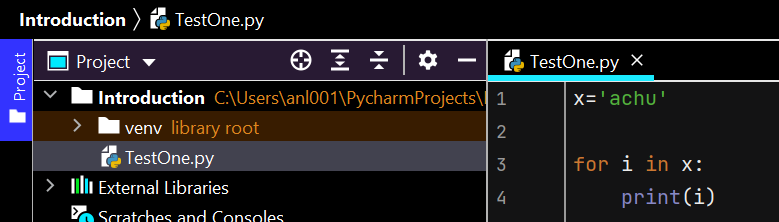 Introduction > TestOne.py
Project
Project
Introduction C:\Users\anl001\PycharmProjects\
venv library root
TestOne.py
External Libraries
Scratches and Consoles
TestOne.py ×
1 x='achu'
2
3 for i in x:
4 print(i)